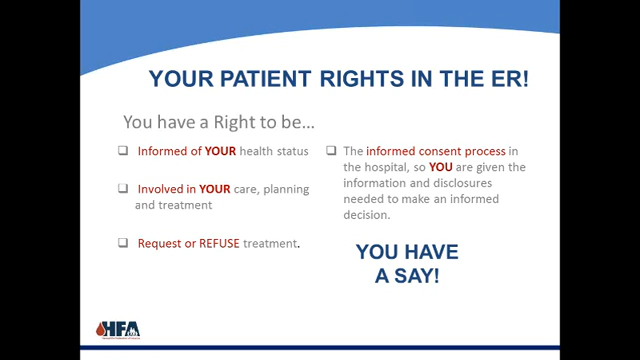 YOUR PATIENT RIGHTS IN THE ER!
You have a Right to be…
❑ Informed of YOUR health status
❑ Involved in YOUR care, planning
and treatment
❑ Request or REFUSE treatment.
❑ The informed consent process in
the hospital, so YOU are given the
information and disclosures
needed to make an informed
decision.
YOU HAVE
A SAY!
HFA